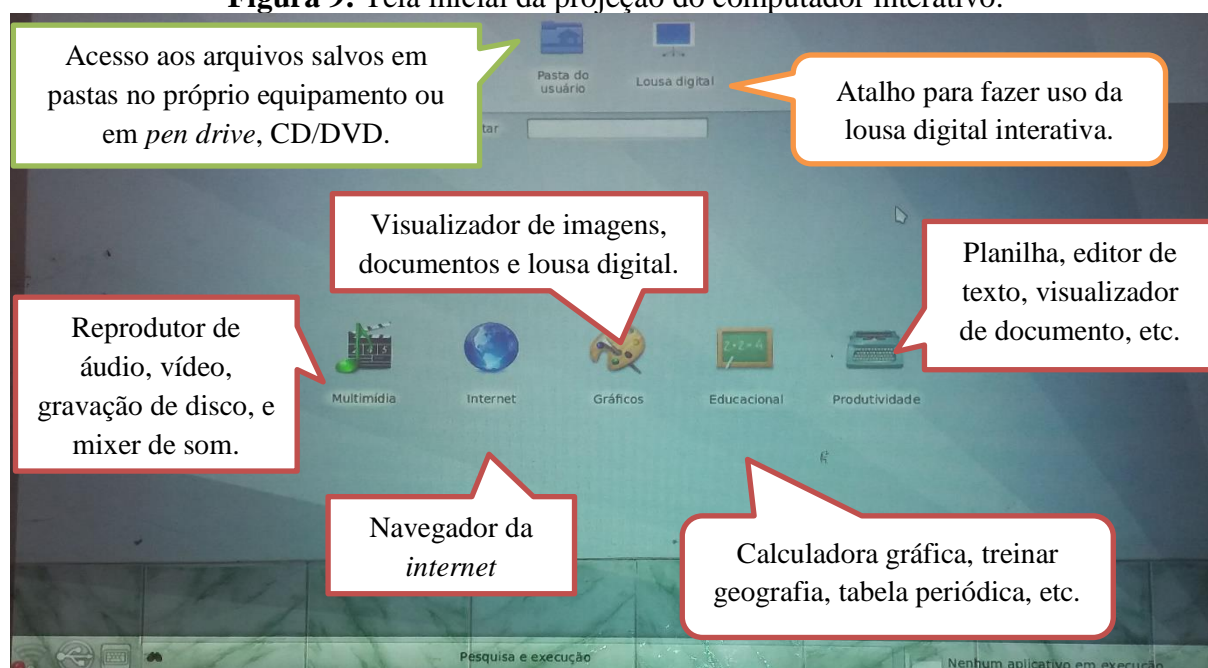 Figura 9: Tela inicial da projeção do computador interativo.
Acesso aos arquivos salvos em
pastas no próprio equipamento ou
em pen drive, CD/DVD.
Pasta do
usuário
Lousa digital
Atalho para fazer uso da
lousa digital interativa.
tar
Visualizador de imagens,
documentos e lousa digital.
Planilha, editor de
texto, visualizador
de documento, etc.
Reprodutor de
áudio, vídeo,
gravação de disco, e
mixer de som.
Multimídia
Internet
Gráficos
Educacional
Produtividade
Navegador da
internet
Calculadora gráfica, treinar
geografia, tabela periódica, etc.
Pesquisa e execução
Nenhum aplicativo em execução